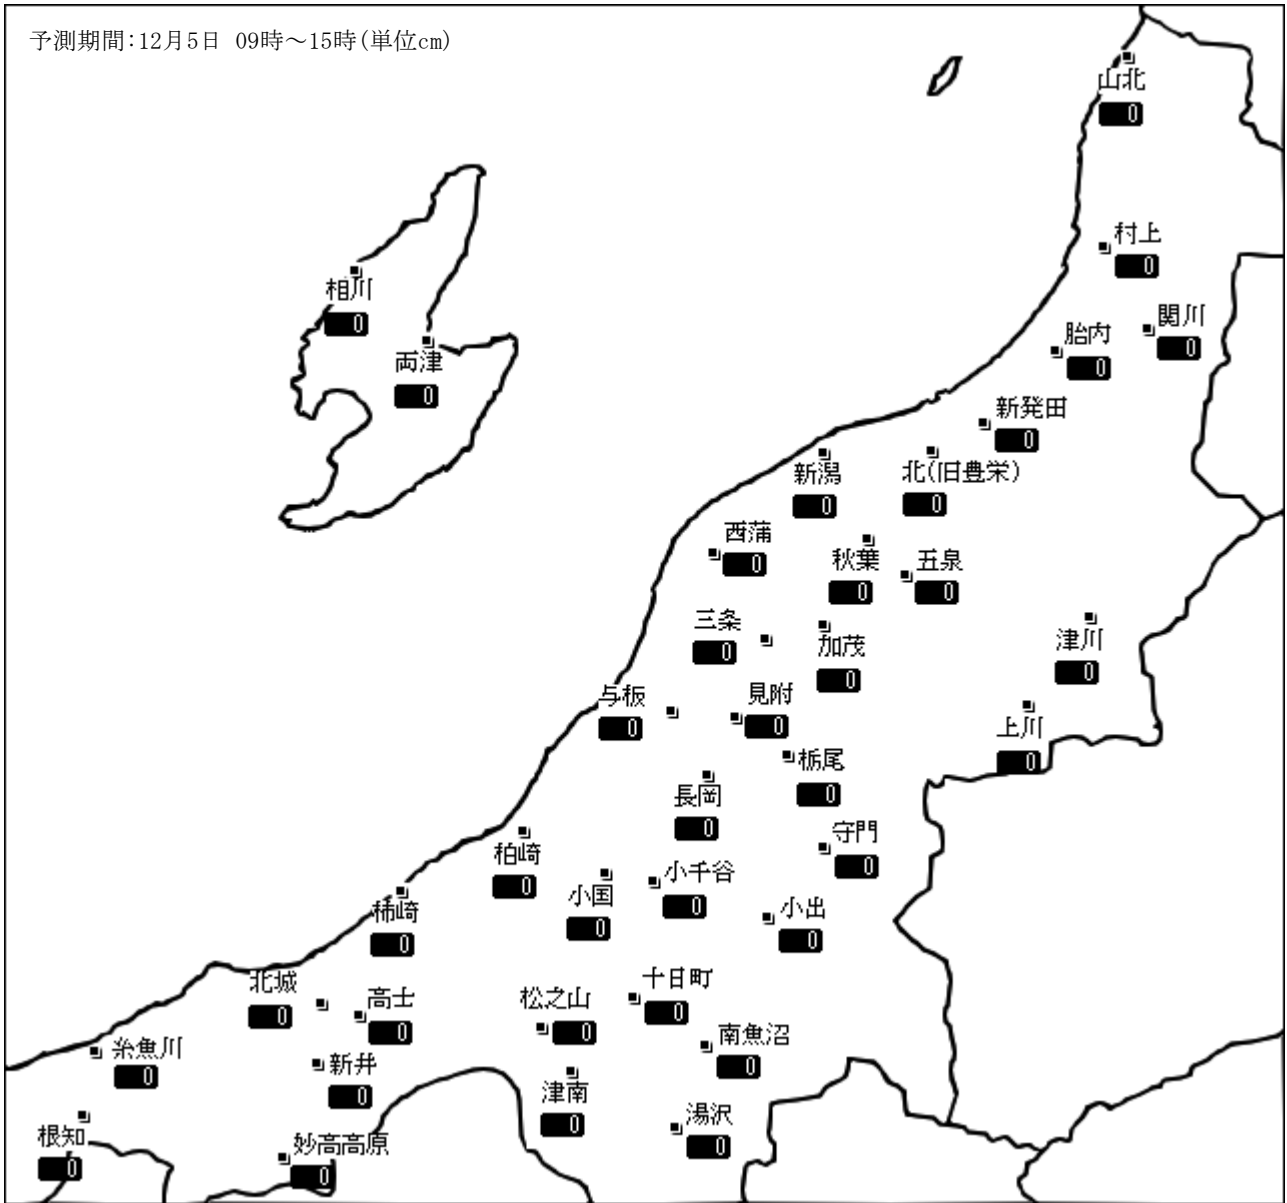 予測期間:12月5日 09時～15時(単位cm)
山北
0
村上
0
相川
0
関川
0
胎内
0
両津
0
新発田
0
新潟
0
北(旧豊栄)
0
西蒲
0
秋葉
0
五泉
0
三条
0
加茂
0
津川
0
与板
0
見附
0
上川
0
栃尾
0
長岡
0
守門
0
柏崎
0
小千谷
0
小国
0
小出
0
柿崎
0
北城
0
高士
0
松之山
0
十日町
0
南魚沼
0
糸魚川
0
新井
0
津南
0
湯沢
0
根知
0
妙高高原
0